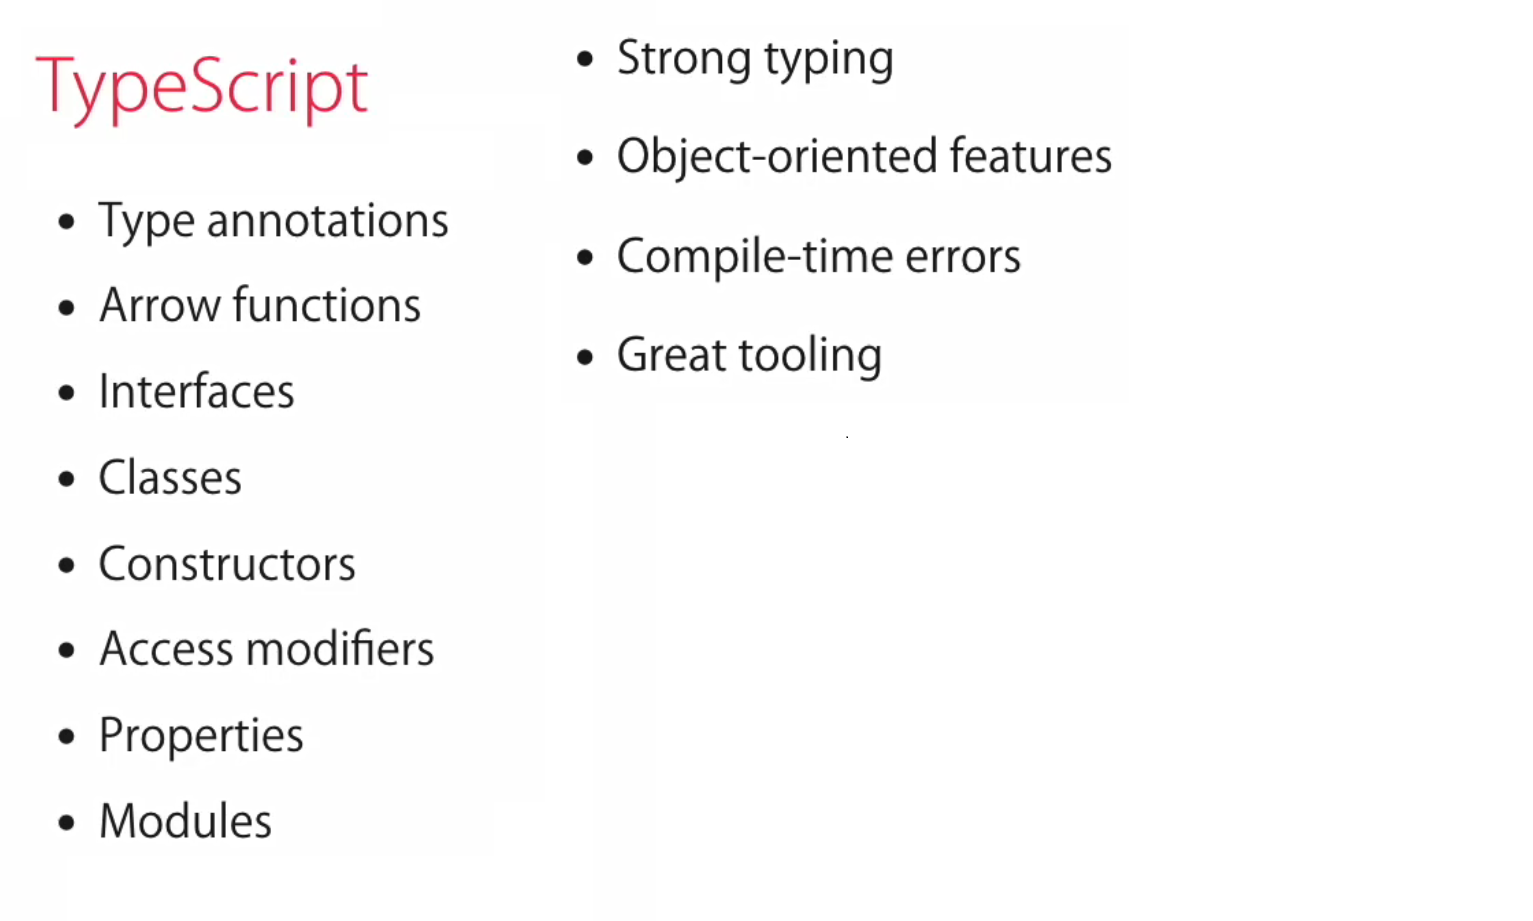 TypeScript
• Type annotations
• Arrow functions
• Interfaces
• Classes
• Constructors
• Access modifiers
• Properties
• Modules
• Strong typing
• Object-oriented features
• Compile-time errors
• Great tooling